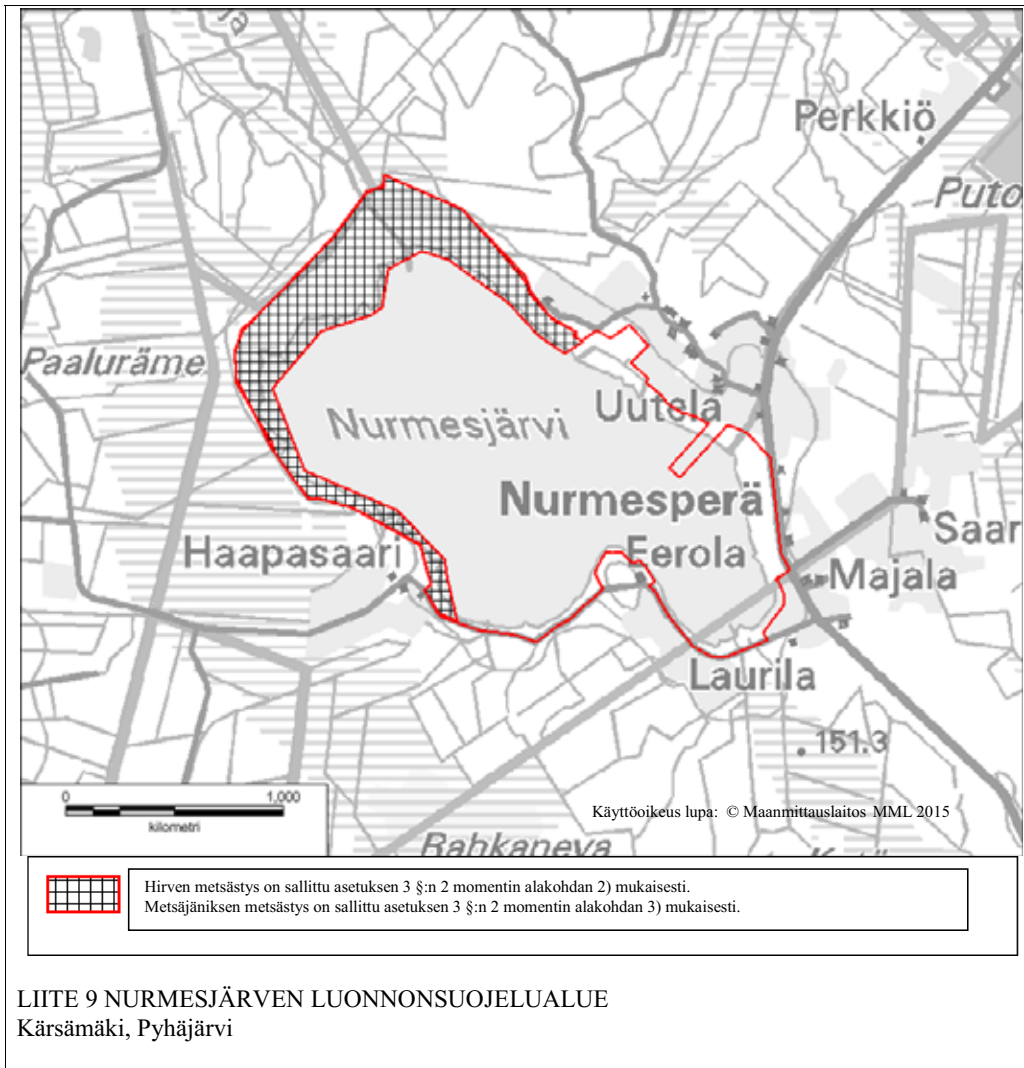 Perkkiö
Puto
Paaluräme
Nurmesjärvi
Uutela
Nurmesperä
Saar
Haapasaari
Eerola
Majala
Laurila
151.3
0 1,000
kilometri
Käyttöoikeus lupa: © Maanmittauslaitos MML 2015
Rahkaneva
Hirven metsästys on sallittu asetuksen 3 §:n 2 momentin alakohdan 2) mukaisesti.
Metsäjäniksen metsästys on sallittu asetuksen 3 §:n 2 momentin alakohdan 3) mukaisesti.
LIITE 9 NURMESJÄRVEN LUONNONSUOJELUALUE
Kärsämäki, Pyhäjärvi